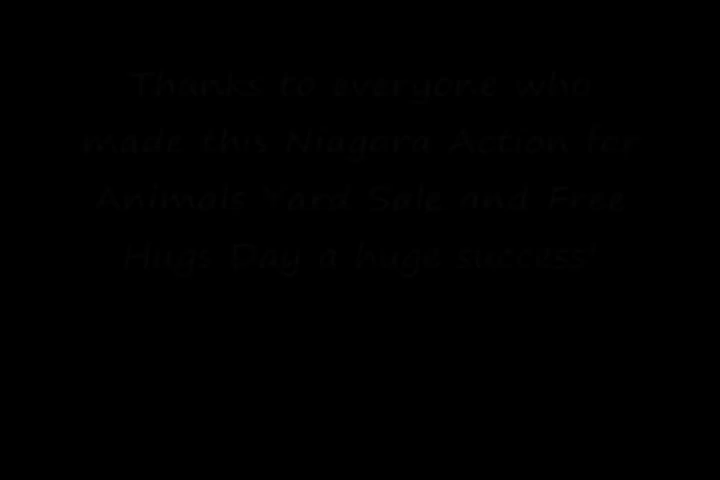 Thanks to everyone who
made this Niagara Action for
Animals Yard Sale and Free
Hugs Day a huge success!